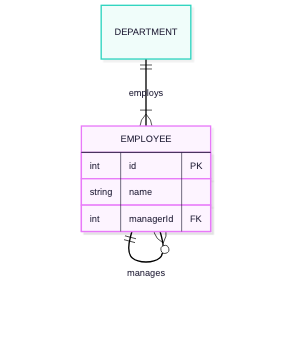 DEPARTMENT
employs
EMPLOYEE
int id PK
string name
int managerId FK
manages